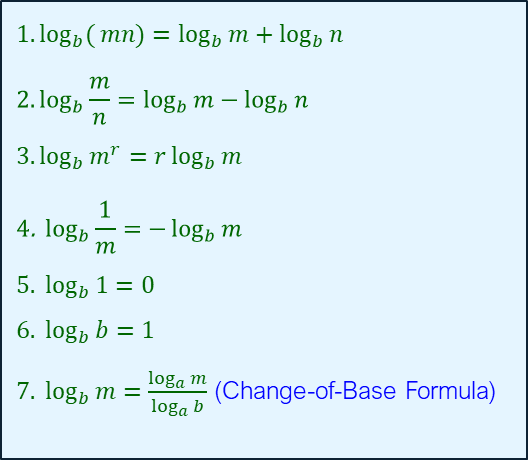 1. log_b(mn) = log_b m + log_b n
2. log_b m/n = log_b m − log_b n
3. log_b m^r = r log_b m
4. log_b 1/m = − log_b m
5. log_b 1 = 0
6. log_b b = 1
7. log_b m = log_a m / log_a b (Change-of-Base Formula)